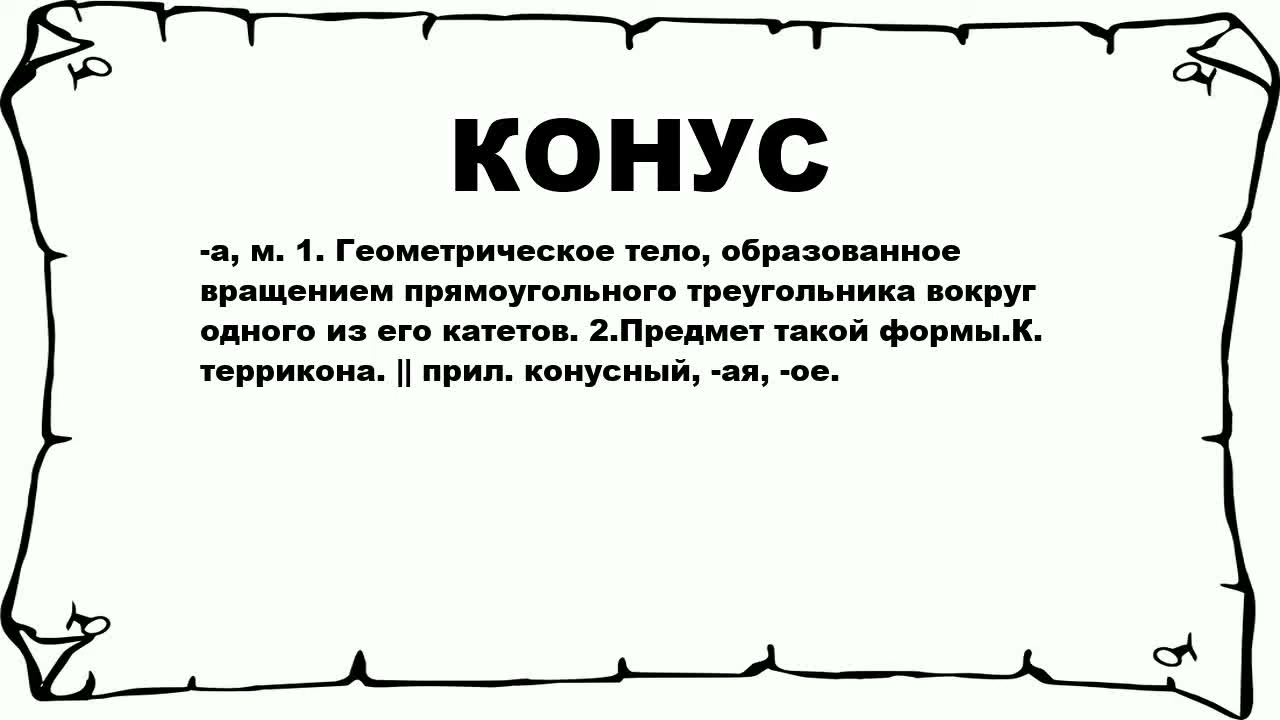 КОНУС
-а, м. 1. Геометрическое тело, образованное
вращением прямоугольного треугольника вокруг
одного из его катетов. 2.Предмет такой формы.К.
террикона. || прил. конусный, -ая, -ое.